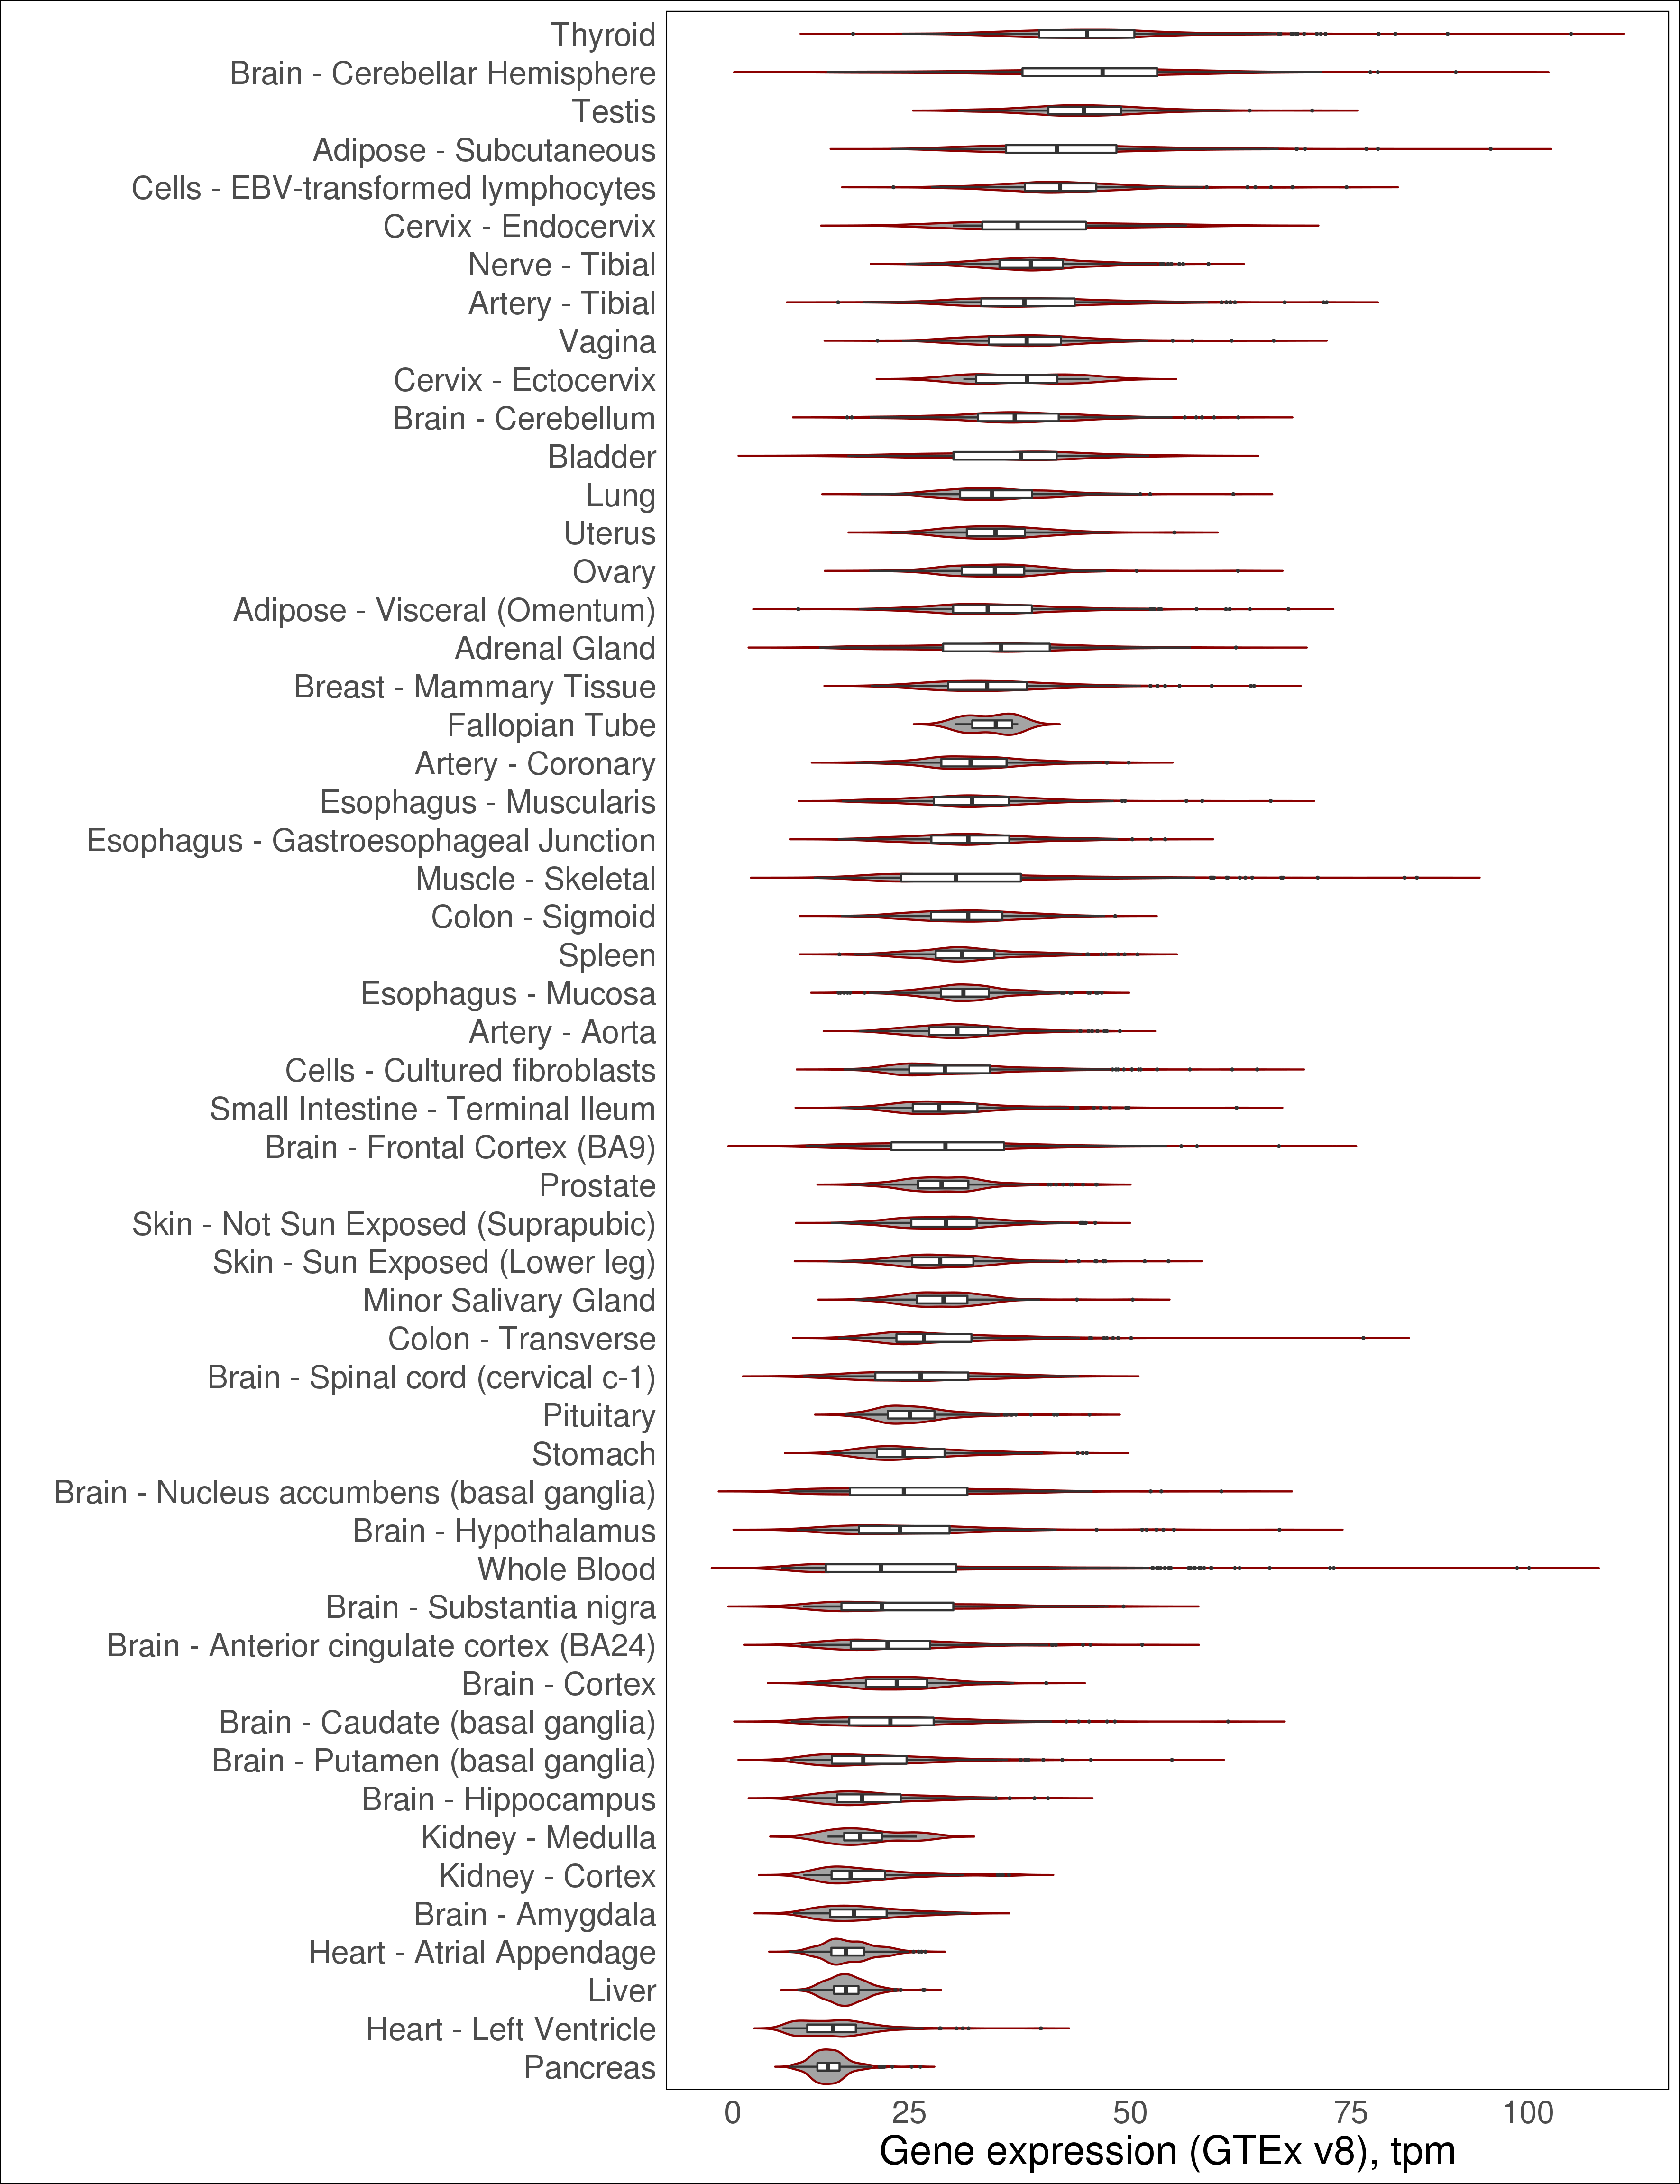 Thyroid
Brain - Cerebellar Hemisphere
Testis
Adipose - Subcutaneous
Cells - EBV-transformed lymphocytes
Cervix - Endocervix
Nerve - Tibial
Artery - Tibial
Vagina
Cervix - Ectocervix
Brain - Cerebellum
Bladder
Lung
Uterus
Ovary
Adipose - Visceral (Omentum)
Adrenal Gland
Breast - Mammary Tissue
Fallopian Tube
Artery - Coronary
Esophagus - Muscularis
Esophagus - Gastroesophageal Junction
Muscle - Skeletal
Colon - Sigmoid
Spleen
Esophagus - Mucosa
Artery - Aorta
Cells - Cultured fibroblasts
Small Intestine - Terminal Ileum
Brain - Frontal Cortex (BA9)
Prostate
Skin - Not Sun Exposed (Suprapubic)
Skin - Sun Exposed (Lower leg)
Minor Salivary Gland
Colon - Transverse
Brain - Spinal cord (cervical c-1)
Pituitary
Stomach
Brain - Nucleus accumbens (basal ganglia)
Brain - Hypothalamus
Whole Blood
Brain - Substantia nigra
Brain - Anterior cingulate cortex (BA24)
Brain - Cortex
Brain - Caudate (basal ganglia)
Brain - Putamen (basal ganglia)
Brain - Hippocampus
Kidney - Medulla
Kidney - Cortex
Brain - Amygdala
Heart - Atrial Appendage
Liver
Heart - Left Ventricle
Pancreas
0 25 50 75 100
Gene expression (GTEx v8), tpm